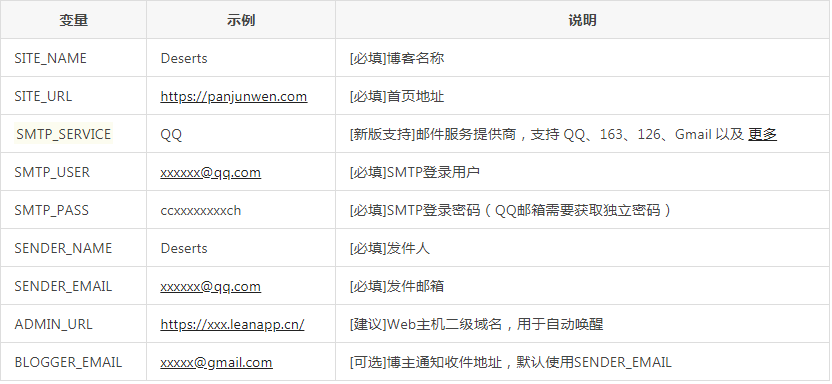 变量 示例 说明
SITE_NAME Deserts [必填]博客名称
SITE_URL https://panjunwen.com [必填]首页地址
SMTP_SERVICE QQ [新版支持]邮件服务提供商，支持 QQ、163、126、Gmail 以及 更多
SMTP_USER xxxxxx@qq.com [必填]SMTP登录用户
SMTP_PASS ccxxxxxxxxch [必填]SMTP登录密码（QQ邮箱需要获取独立密码）
SENDER_NAME Deserts [必填]发件人
SENDER_EMAIL xxxxxx@qq.com [必填]发件邮箱
ADMIN_URL https://xxx.leanapp.cn/ [建议]Web主机二级域名，用于自动唤醒
BLOGGER_EMAIL xxxxx@gmail.com [可选]博主通知收件地址，默认使用SENDER_EMAIL